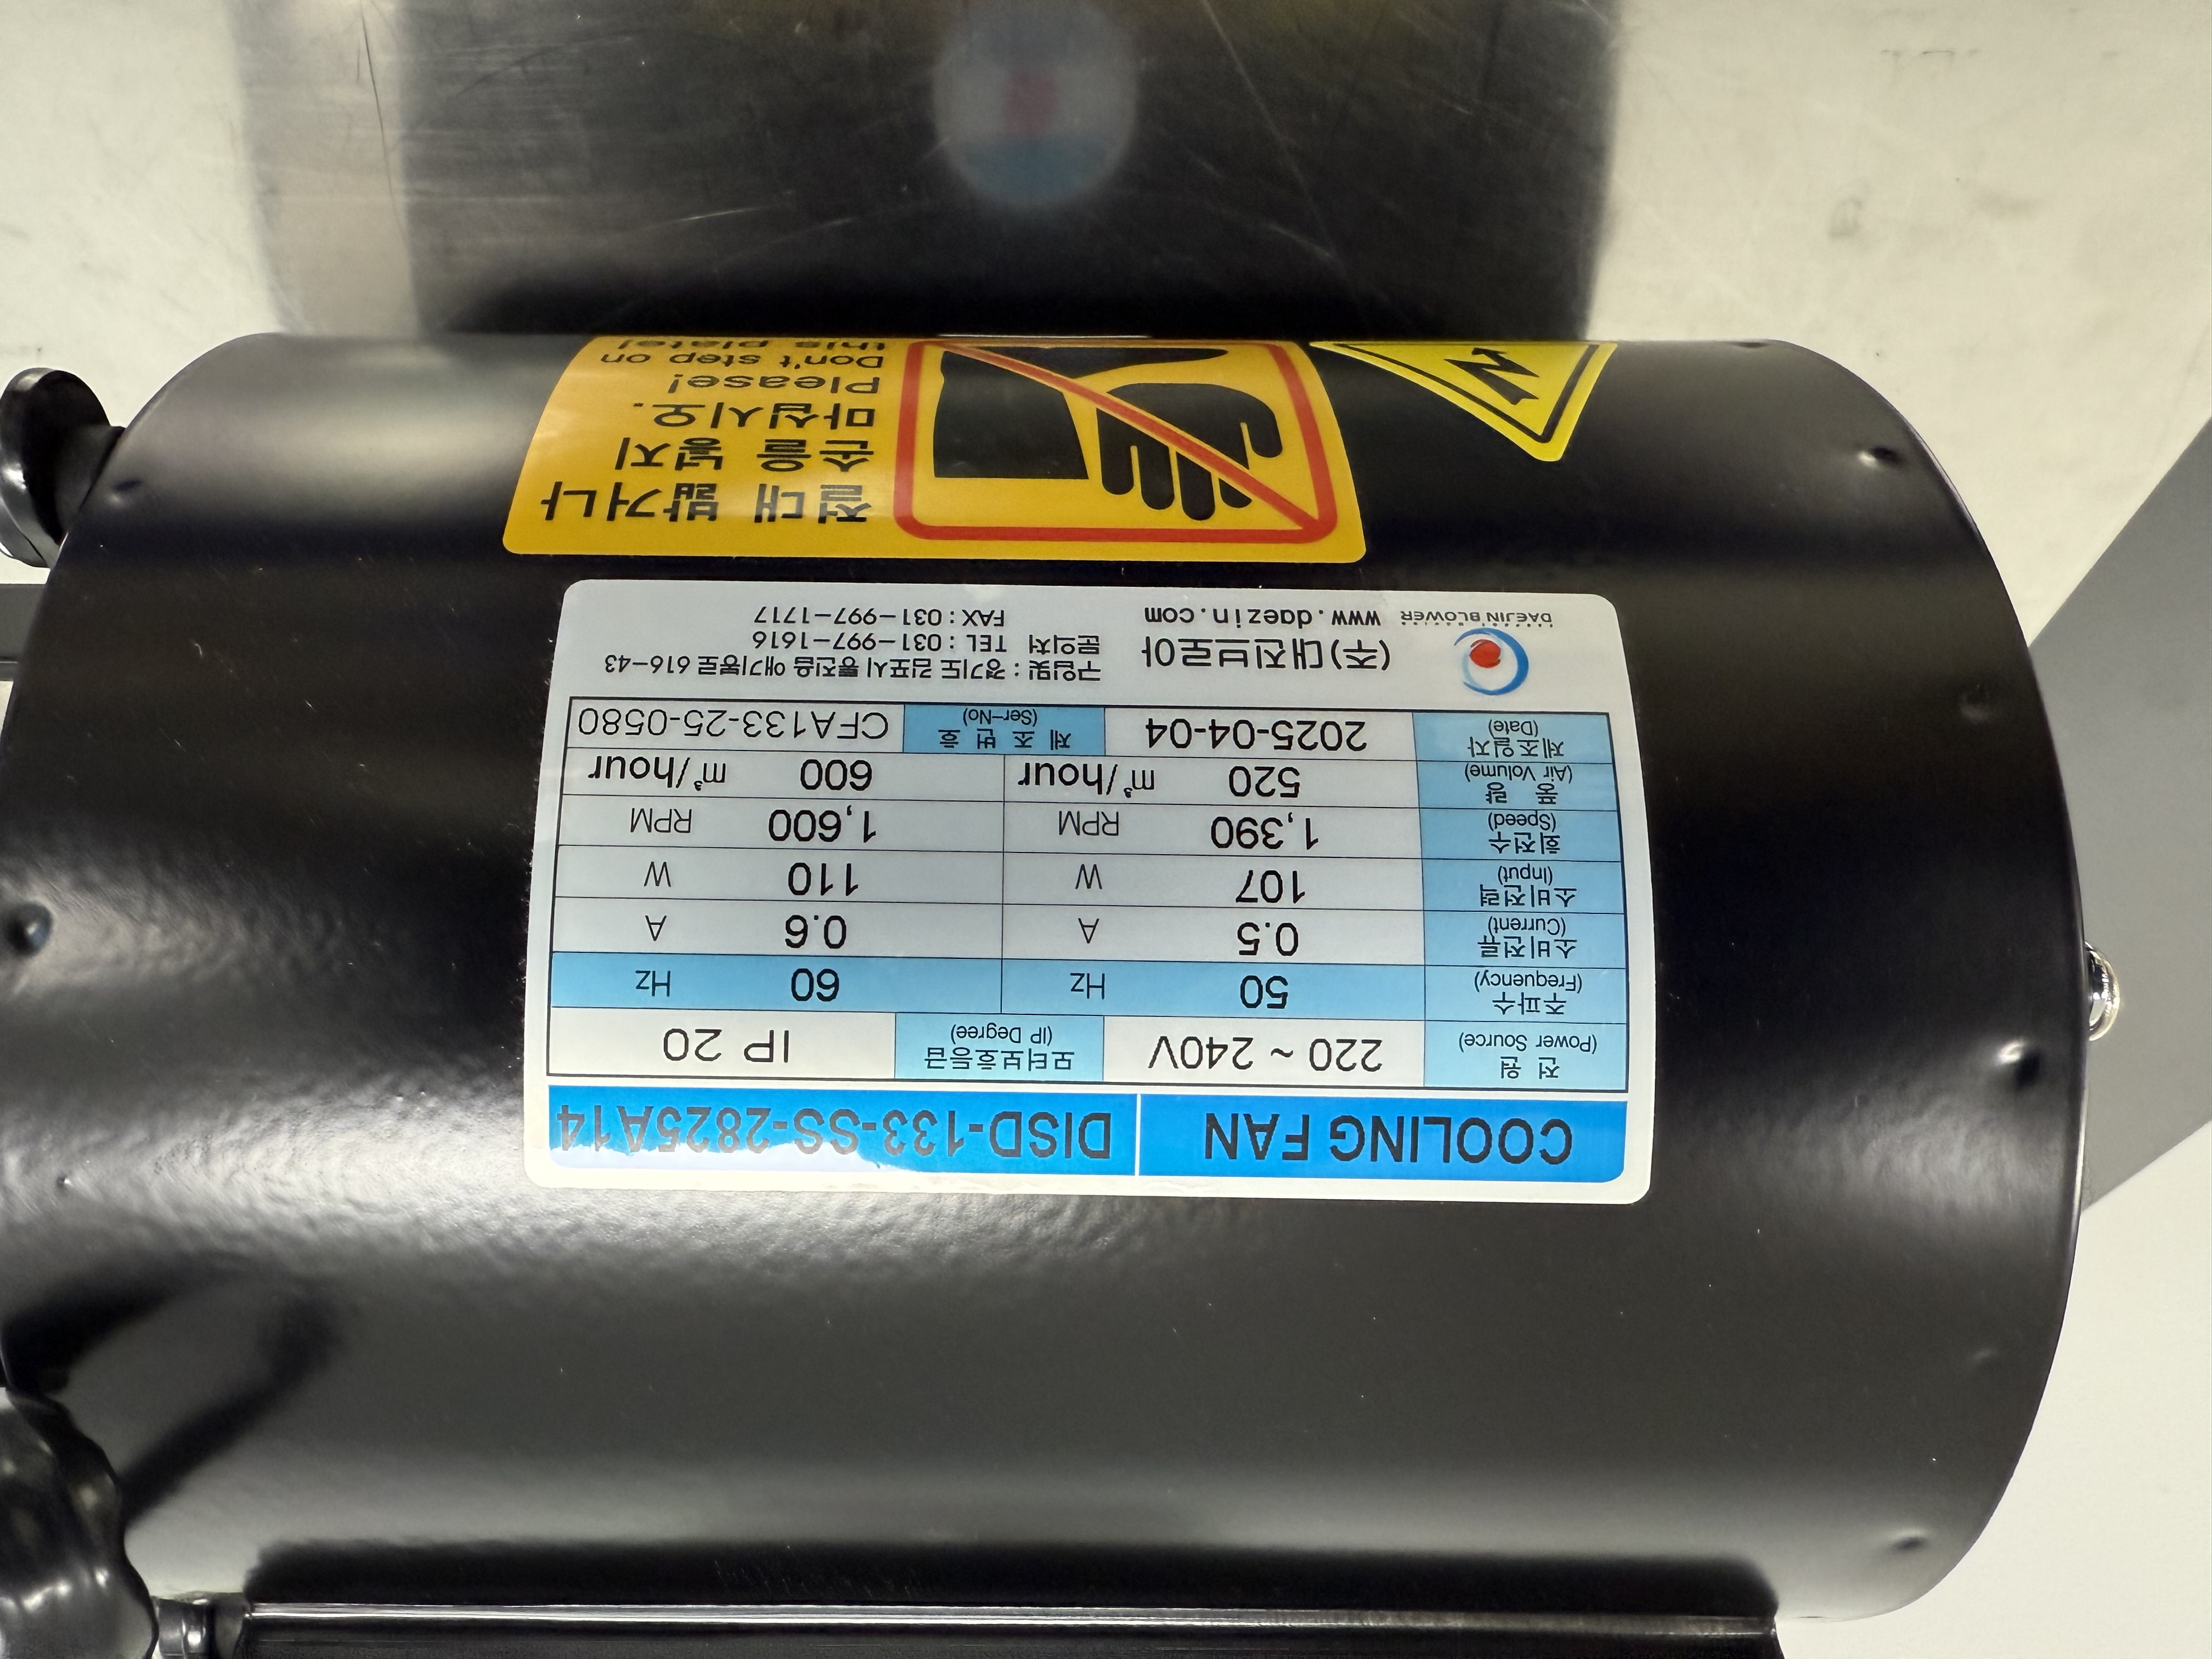 COOLING FAN DISD-133-SS-2825A14
전 원 (Power Source) 220 ~ 240V 모터보호등급 (IP Degree) IP 20
주파수 (Frequency) 50 Hz 60 Hz
소비전류 (Current) 0.5 A 0.6 A
소비전력 (Input) 107 W 110 W
회전수 (Speed) 1,390 RPM 1,600 RPM
풍 량 (Air Volume) 520 m³/hour 600 m³/hour
제조일자 (Date) 2025-04-04 제 조 번 호 (Ser-No) CFA133-25-0580
DAEJIN BLOWER
(주)대진브로아
www.daezin.com
구입및 : 경기도 김포시 통진읍 애기봉로 616-43
문의처 TEL : 031-997-1616
FAX : 031-997-1717
절대 밟거나
손을 넣지
마십시오.
Please!
Don't step on
this plate!